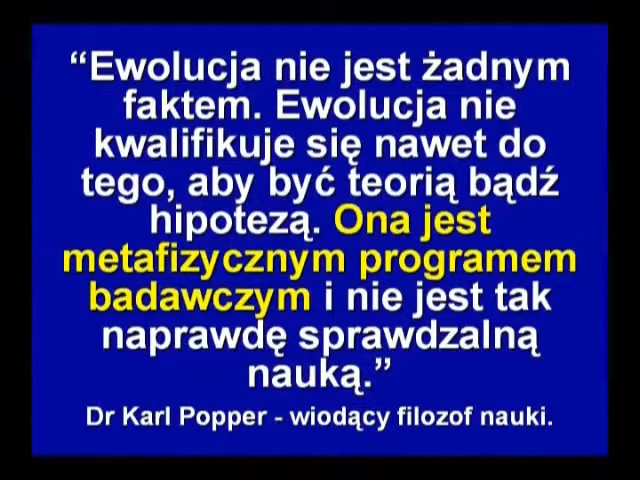 “Ewolucja nie jest żadnym
faktem. Ewolucja nie
kwalifikuje się nawet do
tego, aby być teorią bądź
hipotezą. Ona jest
metafizycznym programem
badawczym i nie jest tak
naprawdę sprawdzalną
nauką.”
Dr Karl Popper - wiodący filozof nauki.